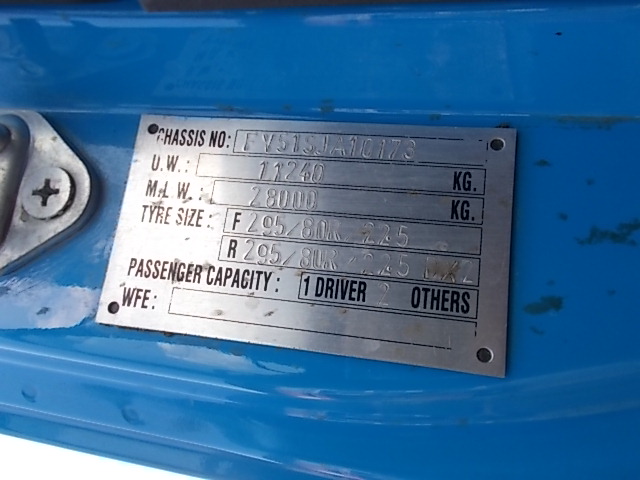 CHASSIS NO: FV51SJA10173
U.W.: 11240 KG.
M.L.W.: 28000 KG.
TYRE SIZE: F 295/80R 22.5
R 295/80R 22.5
PASSENGER CAPACITY: 1 DRIVER 2 OTHERS
WFE: